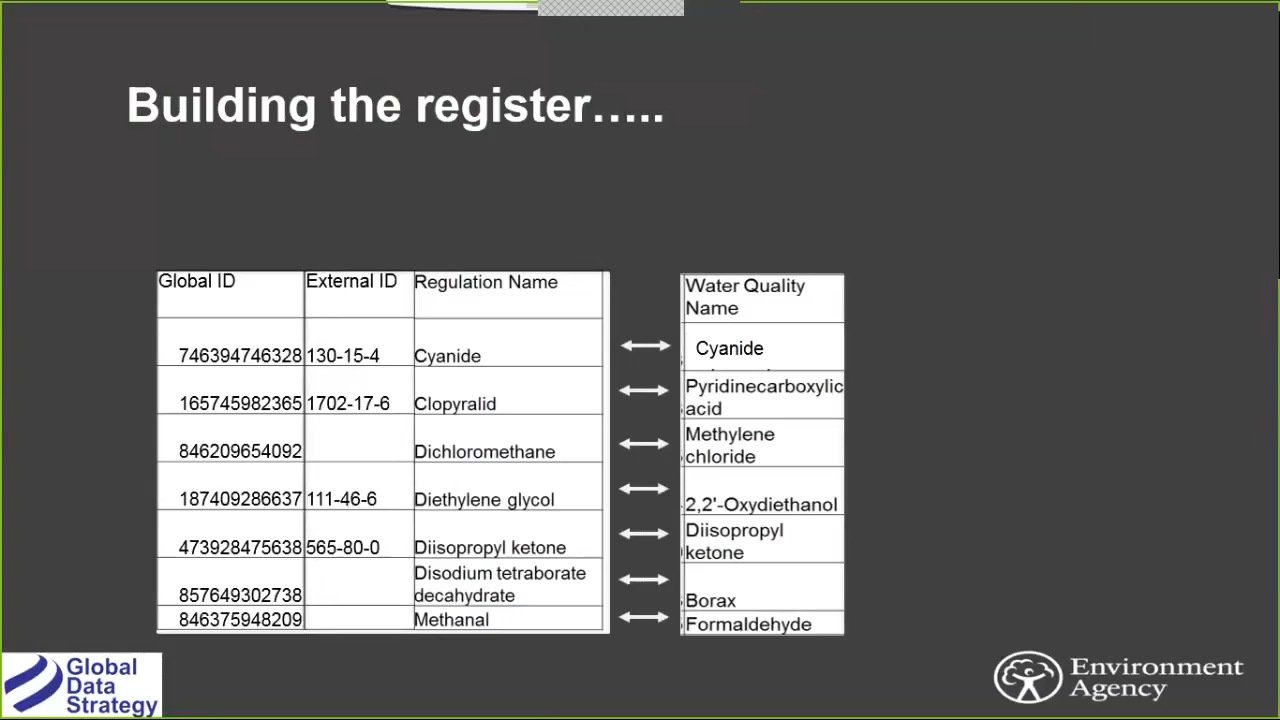 Building the register.....
Global ID External ID Regulation Name
746394746328 130-15-4 Cyanide
165745982365 1702-17-6 Clopyralid
846209654092 Dichloromethane
187409286637 111-46-6 Diethylene glycol
473928475638 565-80-0 Diisopropyl ketone
Disodium tetraborate
857649302738 decahydrate
846375948209 Methanal
Water Quality
Name
Cyanide
Pyridinecarboxylic
acid
Methylene
chloride
2,2'-Oxydiethanol
Diisopropyl
ketone
Borax
Formaldehyde
Global
Data
Strategy
Environment
Agency